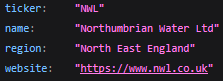 ticker: "NWL"
name: "Northumbrian Water Ltd"
region: "North East England"
website: "https://www.nwl.co.uk"